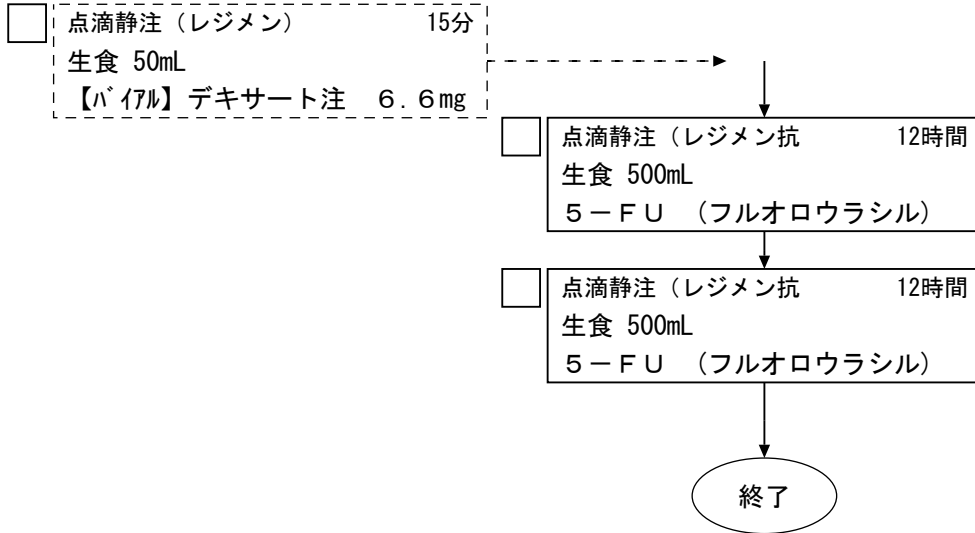 点滴静注（レジメン） 15分
生食 50mL
【ﾊﾞｲｱﾙ】デキサート注　６．６mg
点滴静注（レジメン抗 12時間
生食 500mL
５－ＦＵ　（フルオロウラシル）
点滴静注（レジメン抗 12時間
生食 500mL
５－ＦＵ　（フルオロウラシル）
終了